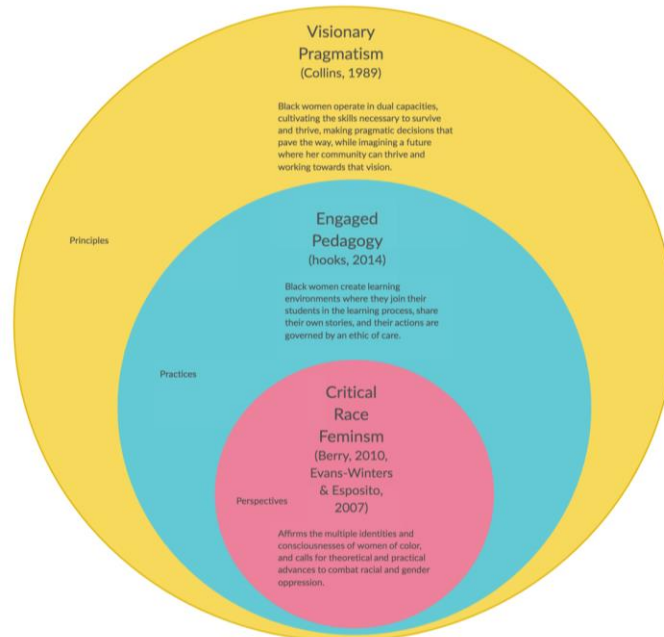 Visionary
Pragmatism
(Collins, 1989)
Black women operate in dual capacities,
cultivating the skills necessary to survive
and thrive, making pragmatic decisions that
pave the way, while imagining a future
where her community can thrive and
working towards that vision.
Principles
Engaged
Pedagogy
(hooks, 2014)
Black women create learning
environments where they join their
students in the learning process, share
their own stories, and their actions are
governed by an ethic of care.
Practices
Critical
Race
Feminsm
(Berry, 2010,
Evans-Winters
& Esposito,
2007)
Perspectives
Affirms the multiple identities and
consciousnesses of women of color,
and calls for theoretical and practical
advances to combat racial and gender
oppression.